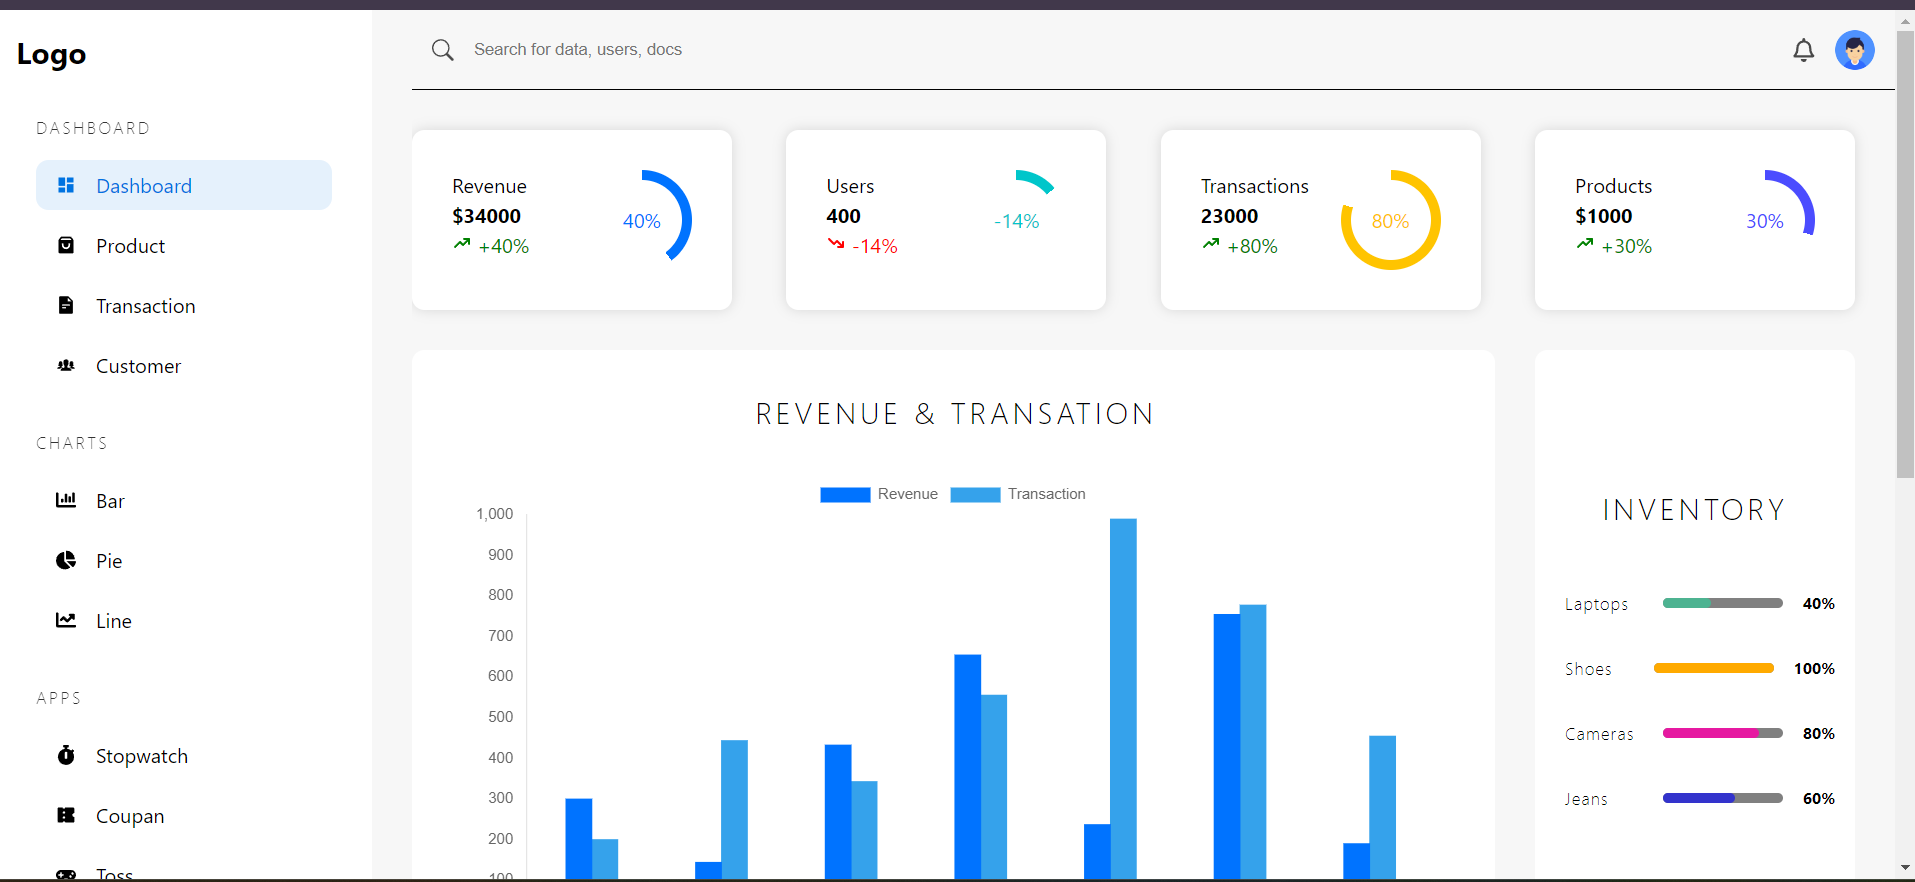 Logo
DASHBOARD
Dashboard
Product
Transaction
Customer
CHARTS
Bar
Pie
Line
APPS
Stopwatch
Coupan
Toss
Search for data, users, docs
Revenue
$34000
+40%
40%
Users
400
-14%
-14%
Transactions
23000
+80%
80%
Products
$1000
+30%
30%
REVENUE & TRANSATION
Revenue Transaction
1,000
900
800
700
600
500
400
300
200
100
INVENTORY
Laptops 40%
Shoes 100%
Cameras 80%
Jeans 60%